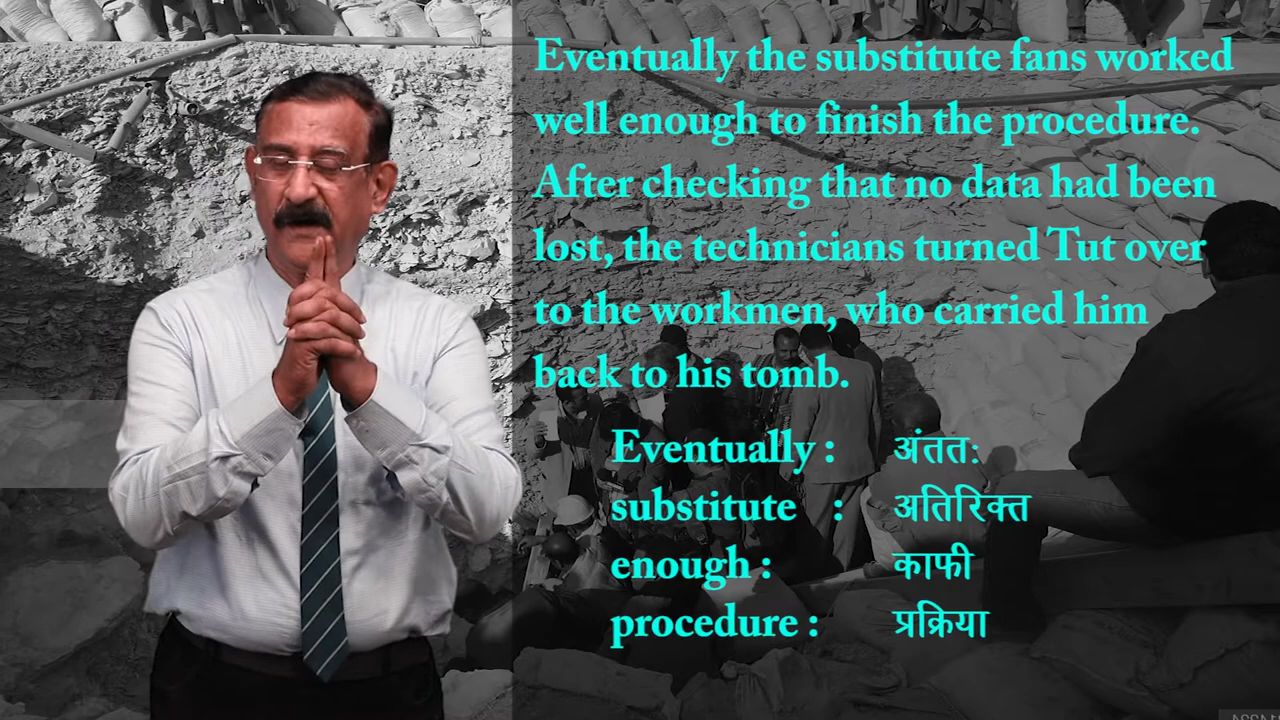 Eventually the substitute fans worked
well enough to finish the procedure.
After checking that no data had been
lost, the technicians turned Tut over
to the workmen, who carried him
back to his tomb.
Eventually : अंतत:
substitute : अतिरिक्त
enough : काफी
procedure : प्रक्रिया